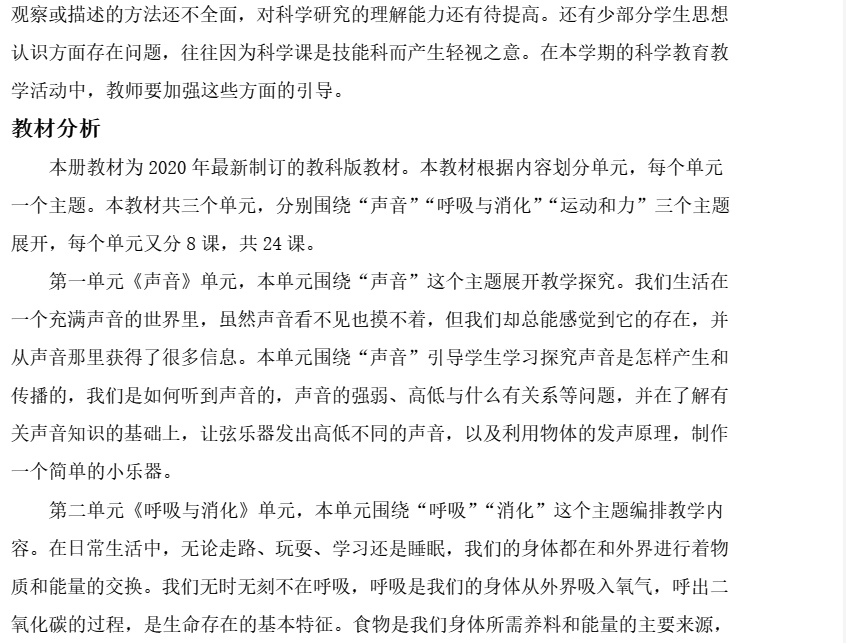 观察或描述的方法还不全面，对科学研究的理解能力还有待提高。还有少部分学生思想
认识方面存在问题，往往因为科学课是技能科而产生轻视之意。在本学期的科学教育教
学活动中，教师要加强这些方面的引导。
教材分析
本册教材为 2020 年最新制订的教科版教材。本教材根据内容划分单元，每个单元
一个主题。本教材共三个单元，分别围绕“声音”“呼吸与消化”“运动和力”三个主题
展开，每个单元又分 8 课，共 24 课。
第一单元《声音》单元，本单元围绕“声音”这个主题展开教学探究。我们生活在
一个充满声音的世界里，虽然声音看不见也摸不着，但我们却总能感觉到它的存在，并
从声音那里获得了很多信息。本单元围绕“声音”引导学生学习探究声音是怎样产生和
传播的，我们是如何听到声音的，声音的强弱、高低与什么有关系等问题，并在了解有
关声音知识的基础上，让弦乐器发出高低不同的声音，以及利用物体的发声原理，制作
一个简单的小乐器。
第二单元《呼吸与消化》单元，本单元围绕“呼吸”“消化”这个主题编排教学内
容。在日常生活中，无论走路、玩耍、学习还是睡眠，我们的身体都在和外界进行着物
质和能量的交换。我们无时无刻不在呼吸，呼吸是我们的身体从外界吸入氧气，呼出二
氧化碳的过程，是生命存在的基本特征。食物是我们身体所需养料和能量的主要来源，